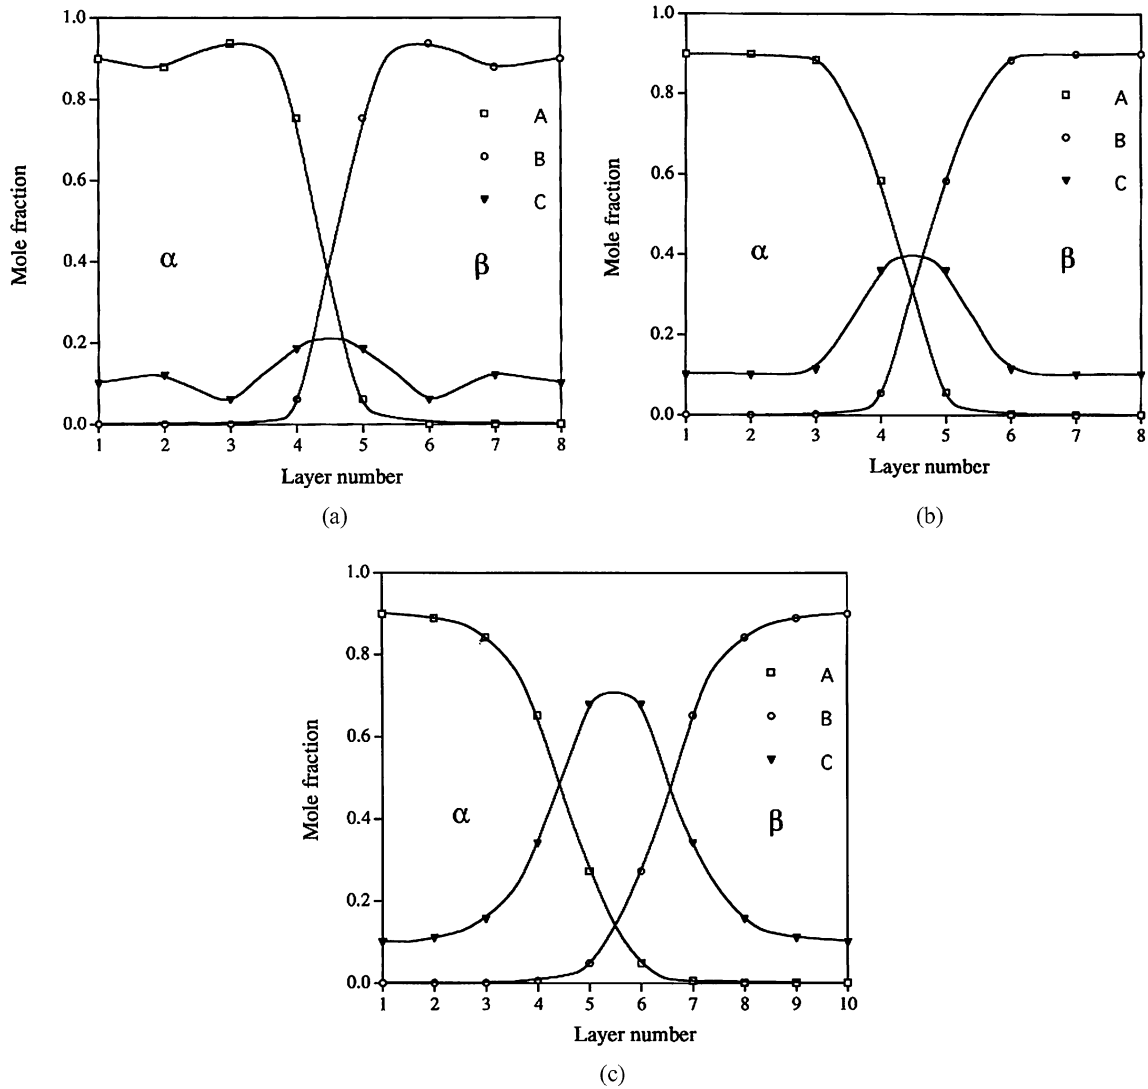 1.0
0.8
0.6
0.4
0.2
0.0
Mole fraction
A
B
C
α
β
1 2 3 4 5 6 7 8
Layer number
(a)
1.0
0.8
0.6
0.4
0.2
0.0
Mole fraction
A
B
C
α
β
1 2 3 4 5 6 7 8
Layer number
(b)
1.0
0.8
0.6
0.4
0.2
0.0
Mole fraction
A
B
C
α
β
1 2 3 4 5 6 7 8 9 10
Layer number
(c)